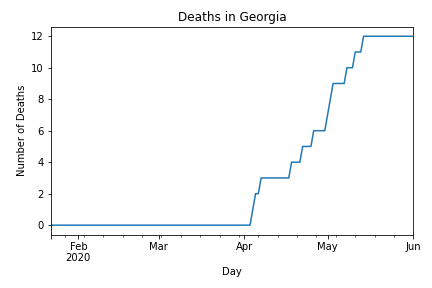 Deaths in Georgia
Number of Deaths
12
10
8
6
4
2
0
Feb
2020
Mar
Apr
May
Jun
Day